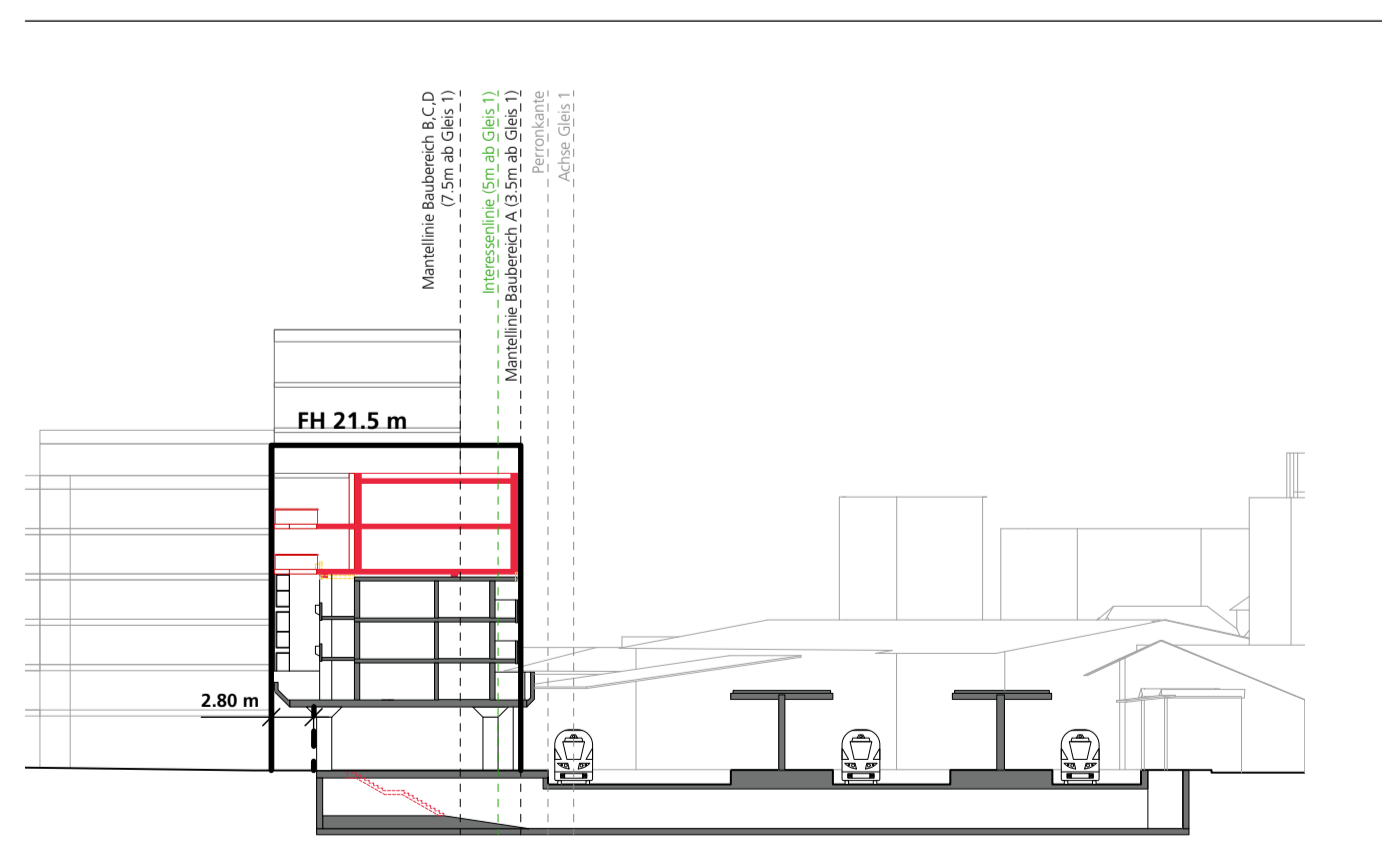 Mantellinie Baubereich B,C,D
(7.5m ab Gleis 1)
Interessenlinie (5m ab Gleis 1)
Mantellinie Baubereich A (3.5m ab Gleis 1)
Perronkante
Achse Gleis 1
FH 21.5 m
2.80 m